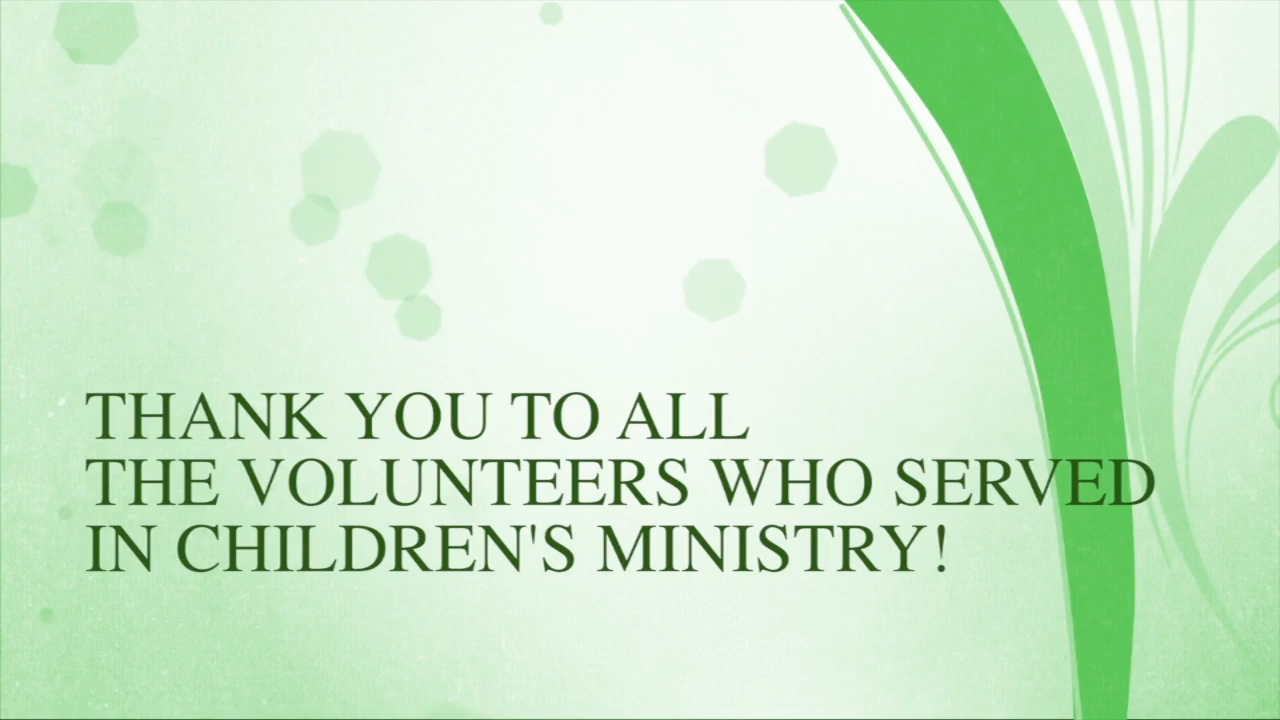 THANK YOU TO ALL
THE VOLUNTEERS WHO SERVED
IN CHILDREN'S MINISTRY!